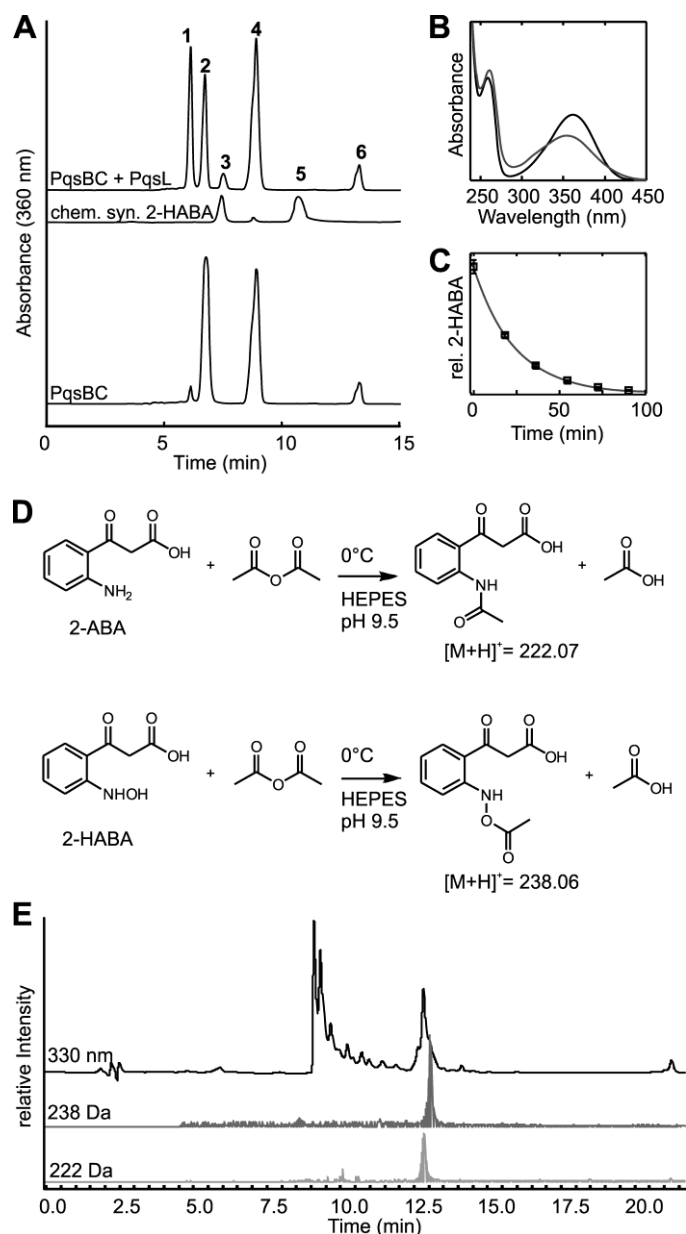 A
B
C
D
E
1
2
3
4
5
6
PqsBC + PqsL
chem. syn. 2-HABA
PqsBC
Absorbance (360 nm)
0 5 10 15
Time (min)
Absorbance
250 300 350 400 450
Wavelength (nm)
rel. 2-HABA
0 50 100
Time (min)
O O
OH
NH₂
2-ABA
+
O O
O
0°C
HEPES
pH 9.5
O O
OH
NH
O
[M+H]⁺= 222.07
+
O
OH
O O
OH
NHOH
2-HABA
+
O O
O
0°C
HEPES
pH 9.5
O O
OH
NH
O
O
[M+H]⁺= 238.06
+
O
OH
relative Intensity
330 nm
238 Da
222 Da
0.0 2.5 5.0 7.5 10.0 12.5 15.0 17.5 20.0
Time (min)